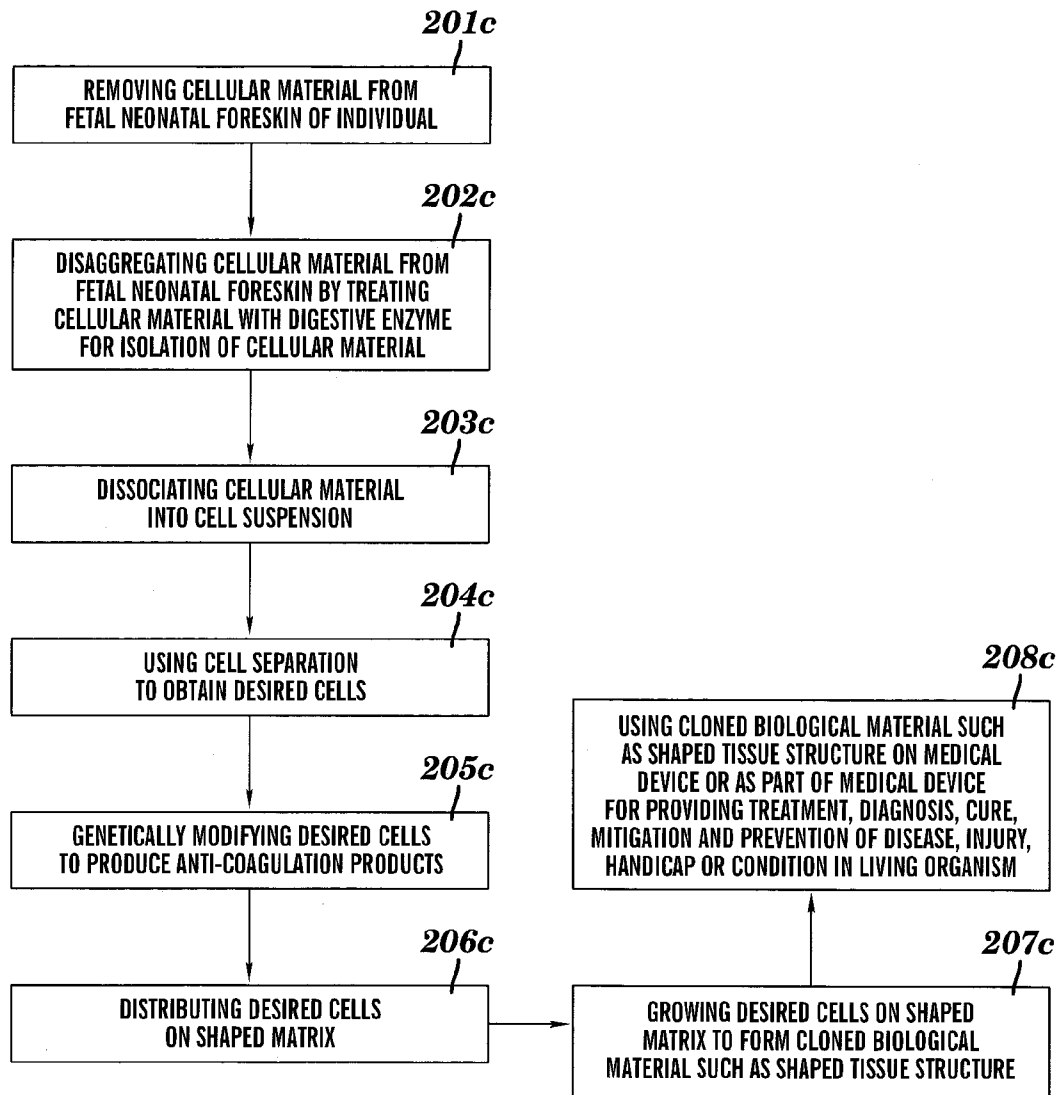 201c
REMOVING CELLULAR MATERIAL FROM
FETAL NEONATAL FORESKIN OF INDIVIDUAL
202c
DISAGGREGATING CELLULAR MATERIAL FROM
FETAL NEONATAL FORESKIN BY TREATING
CELLULAR MATERIAL WITH DIGESTIVE ENZYME
FOR ISOLATION OF CELLULAR MATERIAL
203c
DISSOCIATING CELLULAR MATERIAL
INTO CELL SUSPENSION
204c
USING CELL SEPARATION
TO OBTAIN DESIRED CELLS
205c
GENETICALLY MODIFYING DESIRED CELLS
TO PRODUCE ANTI-COAGULATION PRODUCTS
206c
DISTRIBUTING DESIRED CELLS
ON SHAPED MATRIX
207c
GROWING DESIRED CELLS ON SHAPED
MATRIX TO FORM CLONED BIOLOGICAL
MATERIAL SUCH AS SHAPED TISSUE STRUCTURE
208c
USING CLONED BIOLOGICAL MATERIAL SUCH
AS SHAPED TISSUE STRUCTURE ON MEDICAL
DEVICE OR AS PART OF MEDICAL DEVICE
FOR PROVIDING TREATMENT, DIAGNOSIS, CURE,
MITIGATION AND PREVENTION OF DISEASE, INJURY,
HANDICAP OR CONDITION IN LIVING ORGANISM